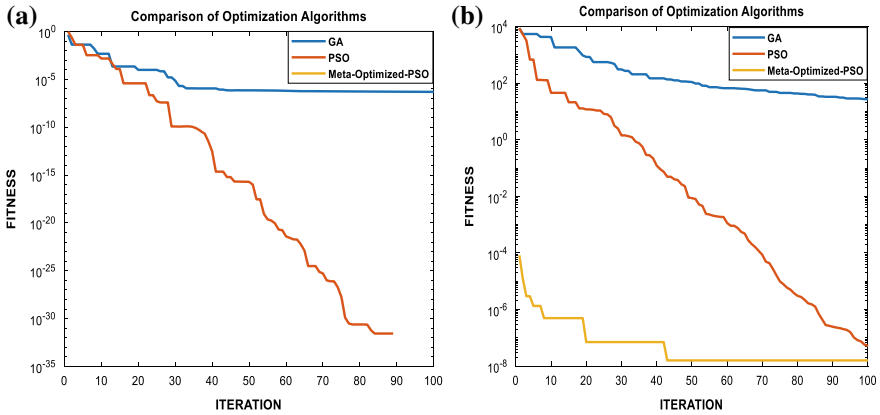 (a)
Comparison of Optimization Algorithms
GA
PSO
Meta-Optimized-PSO
10^0
10^-5
10^-10
10^-15
10^-20
10^-25
10^-30
10^-35
FITNESS
0 10 20 30 40 50 60 70 80 90 100
ITERATION
(b)
Comparison of Optimization Algorithms
GA
PSO
Meta-Optimized-PSO
10^4
10^2
10^0
10^-2
10^-4
10^-6
10^-8
FITNESS
0 10 20 30 40 50 60 70 80 90 100
ITERATION